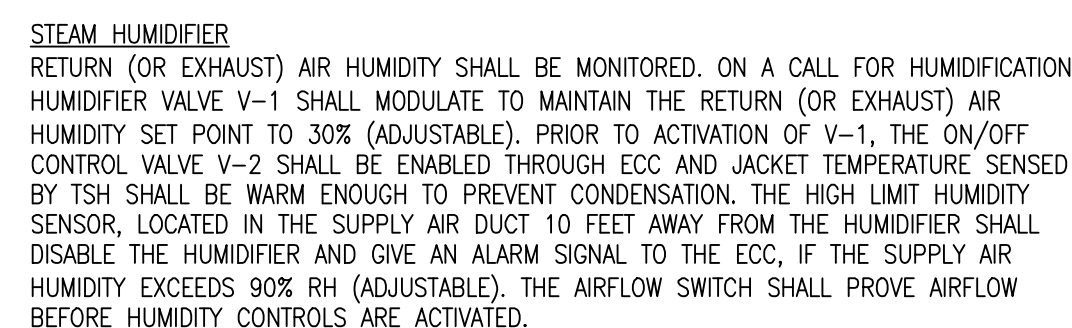 STEAM HUMIDIFIER
RETURN (OR EXHAUST) AIR HUMIDITY SHALL BE MONITORED. ON A CALL FOR HUMIDIFICATION
HUMIDIFIER VALVE V-1 SHALL MODULATE TO MAINTAIN THE RETURN (OR EXHAUST) AIR
HUMIDITY SET POINT TO 30% (ADJUSTABLE). PRIOR TO ACTIVATION OF V-1, THE ON/OFF
CONTROL VALVE V-2 SHALL BE ENABLED THROUGH ECC AND JACKET TEMPERATURE SENSED
BY TSH SHALL BE WARM ENOUGH TO PREVENT CONDENSATION. THE HIGH LIMIT HUMIDITY
SENSOR, LOCATED IN THE SUPPLY AIR DUCT 10 FEET AWAY FROM THE HUMIDIFIER SHALL
DISABLE THE HUMIDIFIER AND GIVE AN ALARM SIGNAL TO THE ECC, IF THE SUPPLY AIR
HUMIDITY EXCEEDS 90% RH (ADJUSTABLE). THE AIRFLOW SWITCH SHALL PROVE AIRFLOW
BEFORE HUMIDITY CONTROLS ARE ACTIVATED.